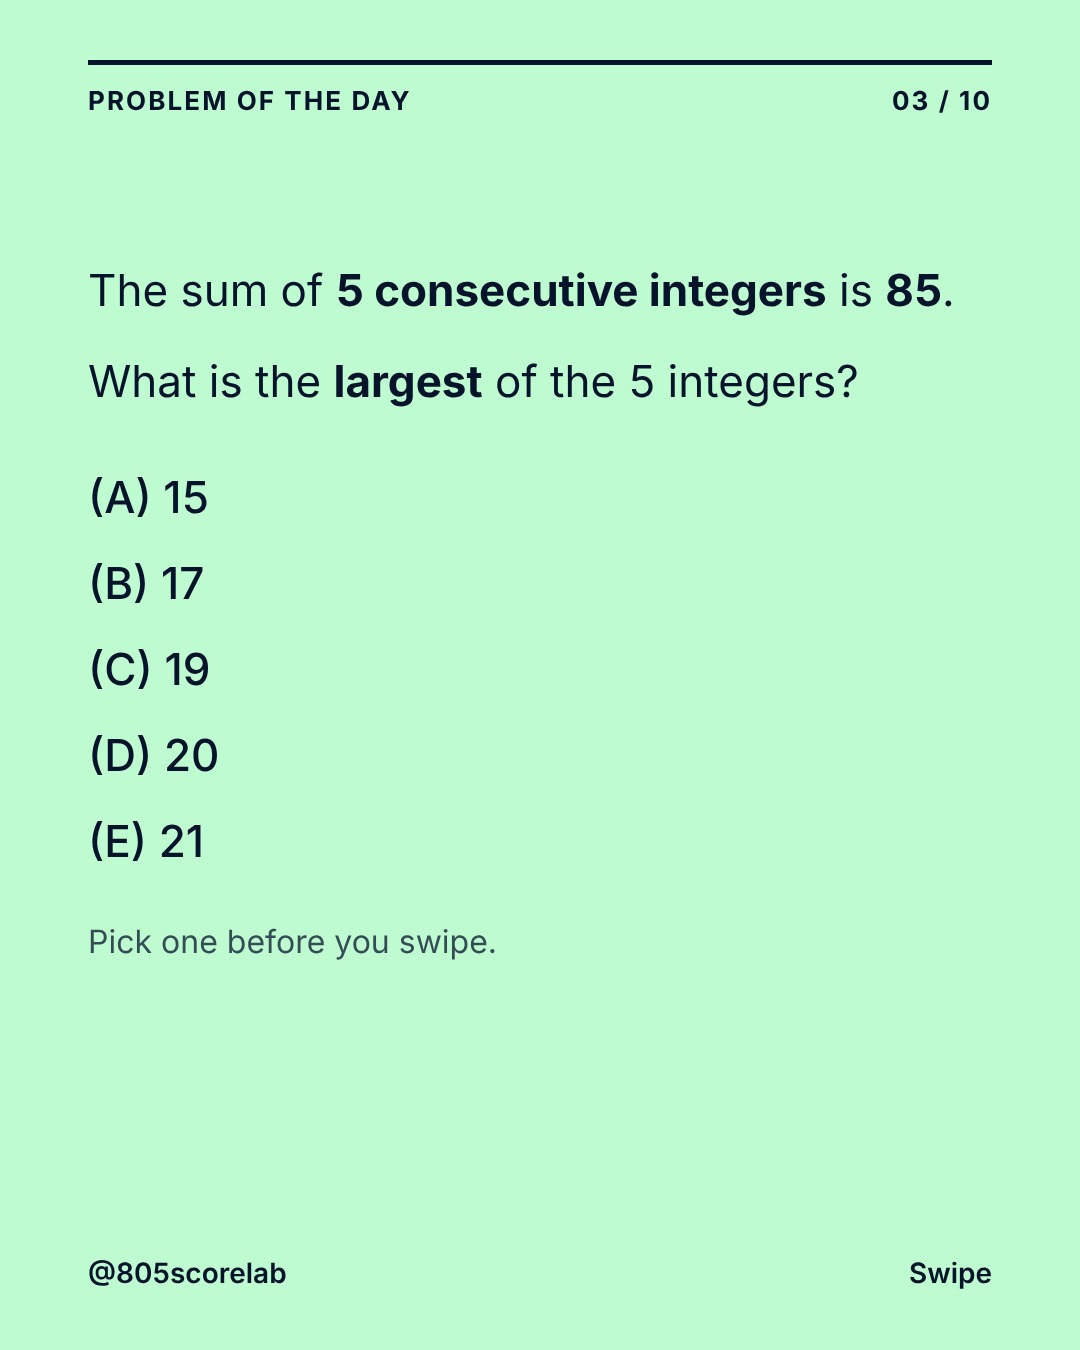 PROBLEM OF THE DAY
03 / 10
The sum of 5 consecutive integers is 85.
What is the largest of the 5 integers?
(A) 15
(B) 17
(C) 19
(D) 20
(E) 21
Pick one before you swipe.
@805scorelab
Swipe